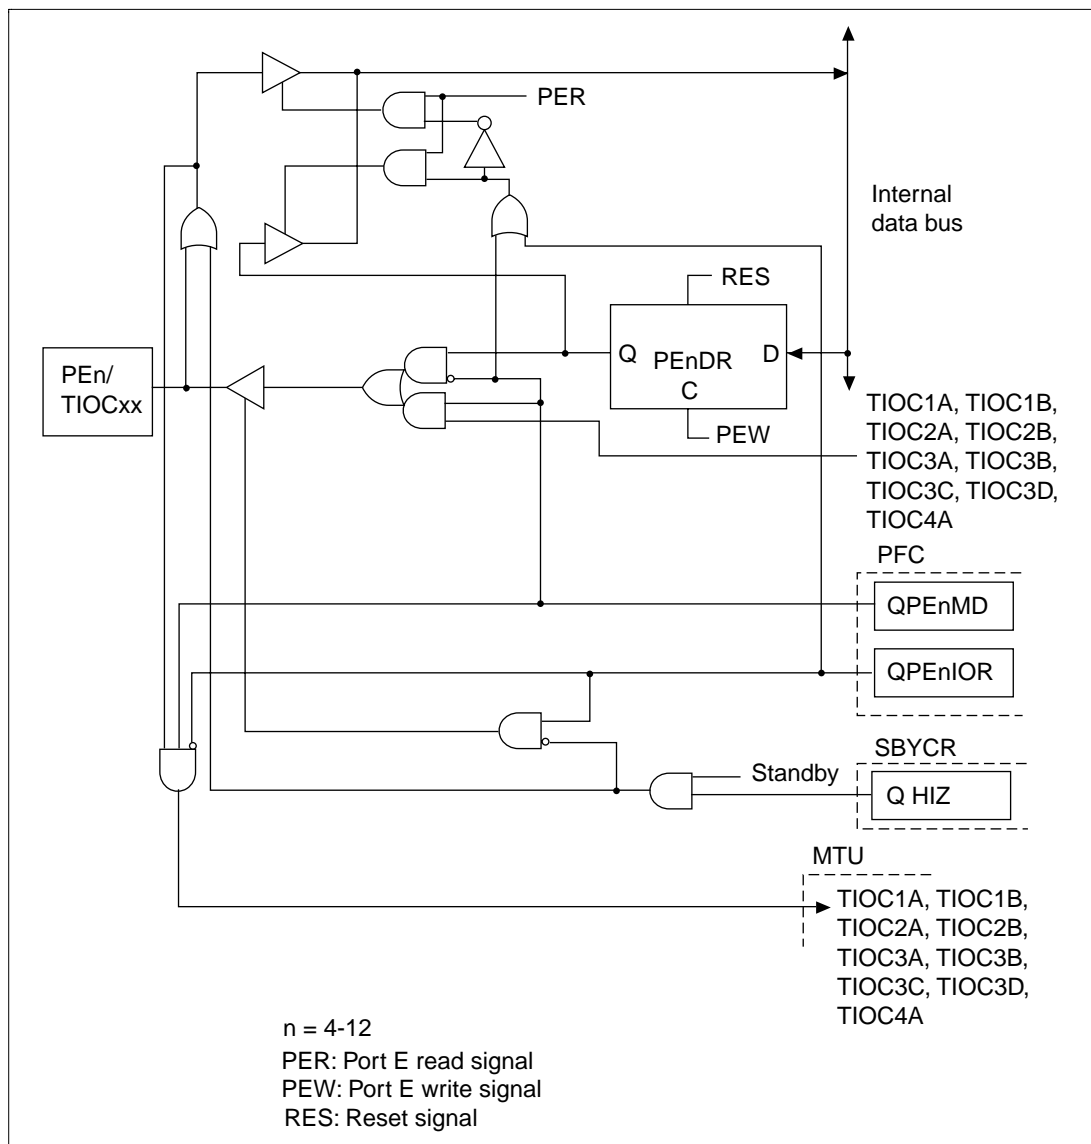 PER
Internal
data bus
RES
Q
PEnDR
D
C
PEn/
TIOCxx
PEW
TIOC1A, TIOC1B,
TIOC2A, TIOC2B,
TIOC3A, TIOC3B,
TIOC3C, TIOC3D,
TIOC4A
PFC
QPEnMD
QPEnIOR
SBYCR
Standby
Q HIZ
MTU
TIOC1A, TIOC1B,
TIOC2A, TIOC2B,
TIOC3A, TIOC3B,
TIOC3C, TIOC3D,
TIOC4A
n = 4-12
PER: Port E read signal
PEW: Port E write signal
RES: Reset signal